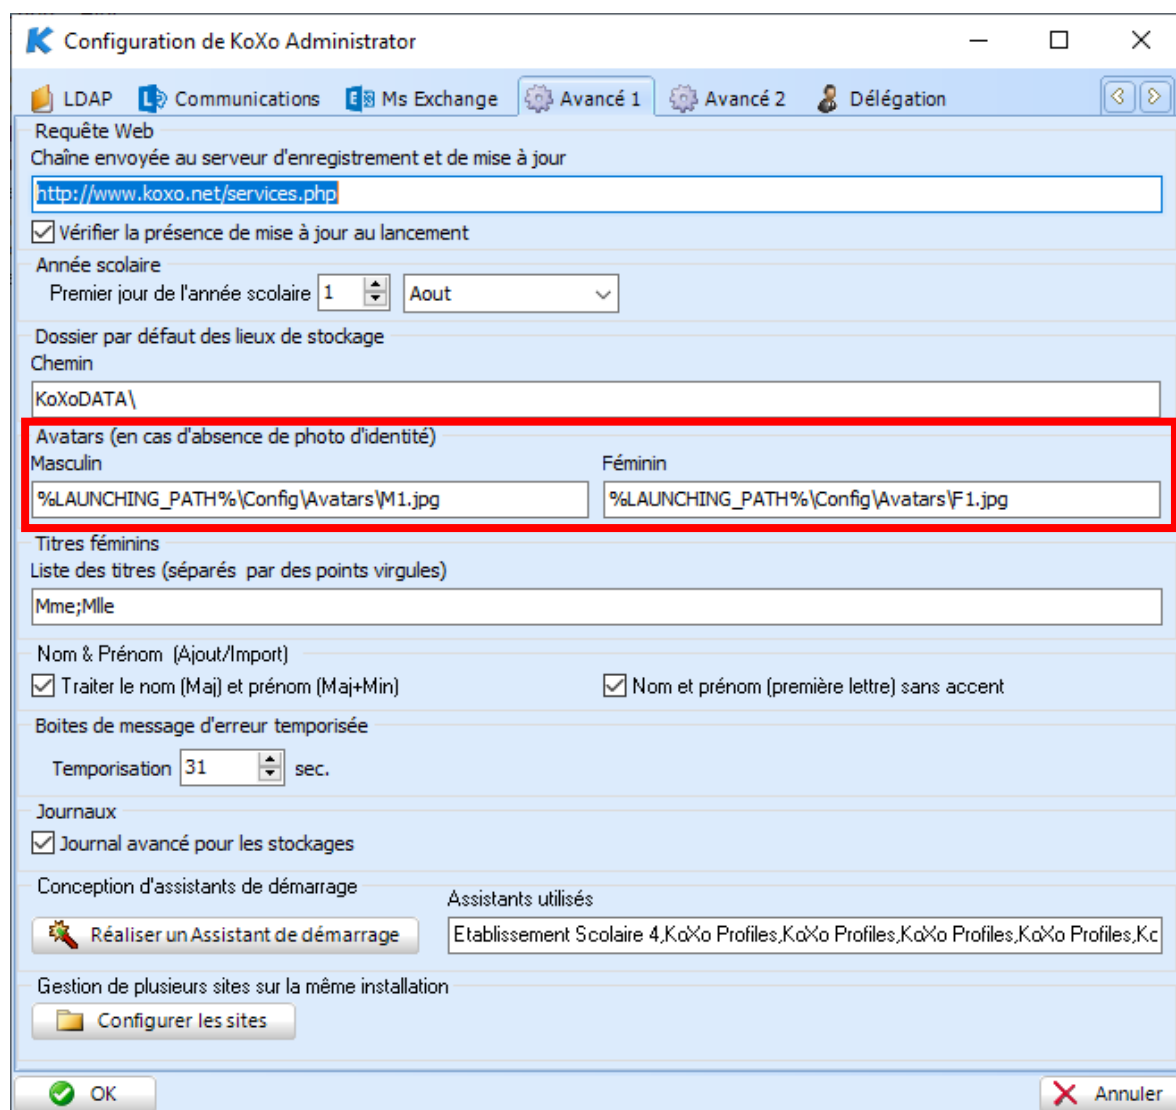 Configuration de KoXo Administrator
LDAP Communications Ms Exchange Avancé 1 Avancé 2 Délégation
Requête Web
Chaîne envoyée au serveur d'enregistrement et de mise à jour
http://www.koxo.net/services.php
Vérifier la présence de mise à jour au lancement
Année scolaire
Premier jour de l'année scolaire 1 Aout
Dossier par défaut des lieux de stockage
Chemin
KoXoDATA\
Avatars (en cas d'absence de photo d'identité)
Masculin Féminin
%LAUNCHING_PATH%\Config\Avatars\M1.jpg %LAUNCHING_PATH%\Config\Avatars\F1.jpg
Titres féminins
Liste des titres (séparés par des points virgules)
Mme;Mlle
Nom & Prénom (Ajout/Import)
Traiter le nom (Maj) et prénom (Maj+Min) Nom et prénom (première lettre) sans accent
Boites de message d'erreur temporisée
Temporisation 31 sec.
Journaux
Journal avancé pour les stockages
Conception d'assistants de démarrage
Assistants utilisés
Réaliser un Assistant de démarrage Etablissement Scolaire 4,KoXo Profiles,KoXo Profiles,KoXo Profiles,KoXo Profiles,Kc
Gestion de plusieurs sites sur la même installation
Configurer les sites
OK Annuler